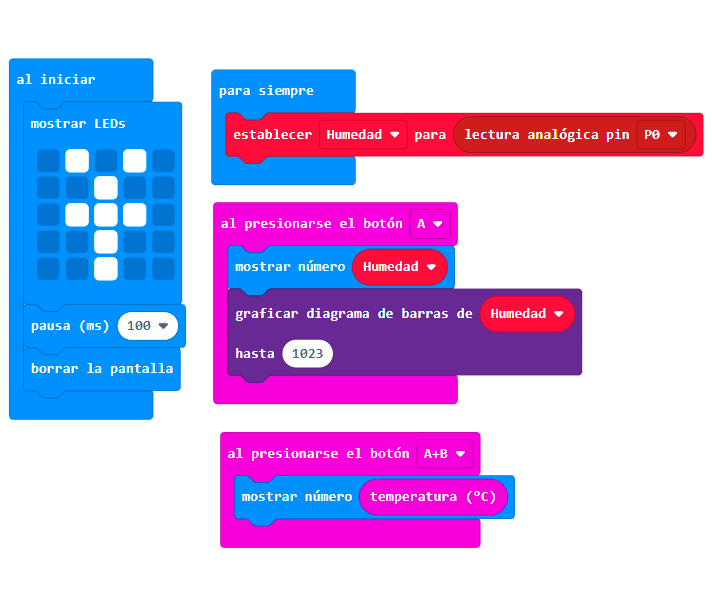 al iniciar
mostrar LEDs
pausa (ms) 100
borrar la pantalla
para siempre
establecer Humedad para lectura analógica pin P0
al presionarse el botón A
mostrar número Humedad
graficar diagrama de barras de Humedad
hasta 1023
al presionarse el botón A+B
mostrar número temperatura (ºC)